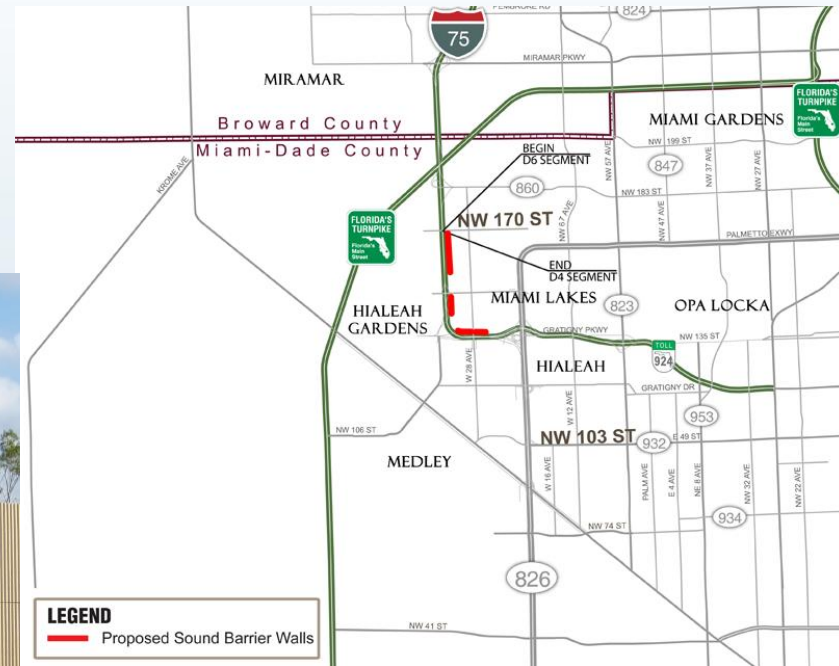 PEMBROKE RD
824
75
MIRAMAR PKWY
MIRAMAR
FLORIDA'S
TURNPIKE
Florida's
Main
Street
MIAMI GARDENS
Broward County
Miami-Dade County
BEGIN
D6 SEGMENT
NW 57 AVE
NW 199 ST
847
NW 37 AVE
NW 27 AVE
KROME AVE
860
NW 183 ST
FLORIDA'S
TURNPIKE
Florida's
Main
Street
NW 170 ST
NW 67 AVE
NW 47 AVE
PALMETTO EXWY
END
D4 SEGMENT
MIAMI LAKES
823
OPA LOCKA
HIALEAH
GARDENS
GRATIGNY PKWY
NW 135 ST
TOLL
924
W 28 AVE
HIALEAH
GRATIGNY DR
W 12 AVE
953
NW 106 ST
NW 103 ST
932
E 49 ST
MEDLEY
W 16 AVE
PALM AVE
E 4 AVE
NE 8 AVE
NW 32 AVE
NW 22 AVE
934
NW 74 ST
826
LEGEND
Proposed Sound Barrier Walls
NW 41 ST